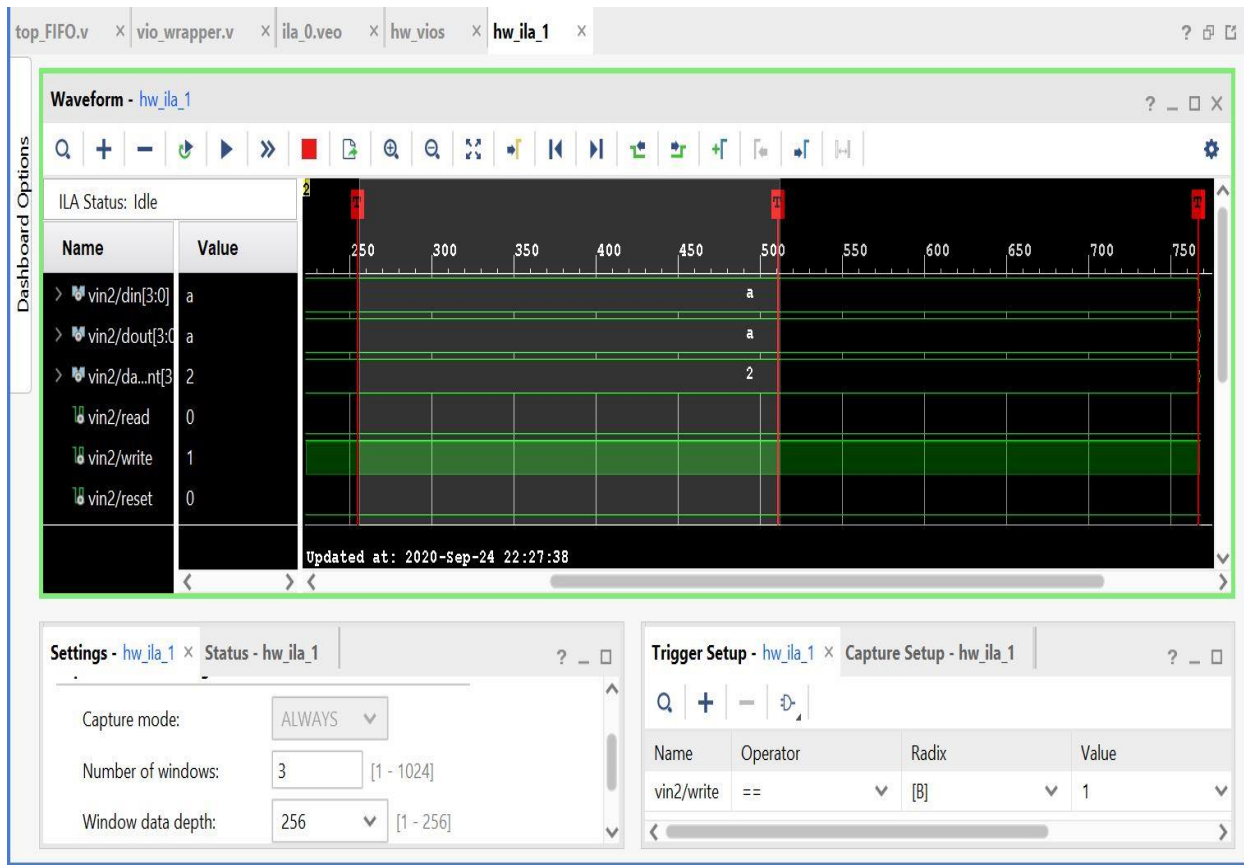 top_FIFO.v × vio_wrapper.v × ila_0.veo × hw_vios × hw_ila_1 × ?
Dashboard Options
Waveform - hw_ila_1 ?
ILA Status: Idle
Name Value
2
T T T
250 300 350 400 450 500 550 600 650 700 750
vin2/din[3:0] a a
vin2/dout[3:0 a a
vin2/da...nt[3 2 2
vin2/read 0
vin2/write 1
vin2/reset 0
Updated at: 2020-Sep-24 22:27:38
Settings - hw_ila_1 × Status - hw_ila_1 ?
Capture mode: ALWAYS
Number of windows: 3 [1 - 1024]
Window data depth: 256 [1 - 256]
Trigger Setup - hw_ila_1 × Capture Setup - hw_ila_1 ?
Name Operator Radix Value
vin2/write == [B] 1